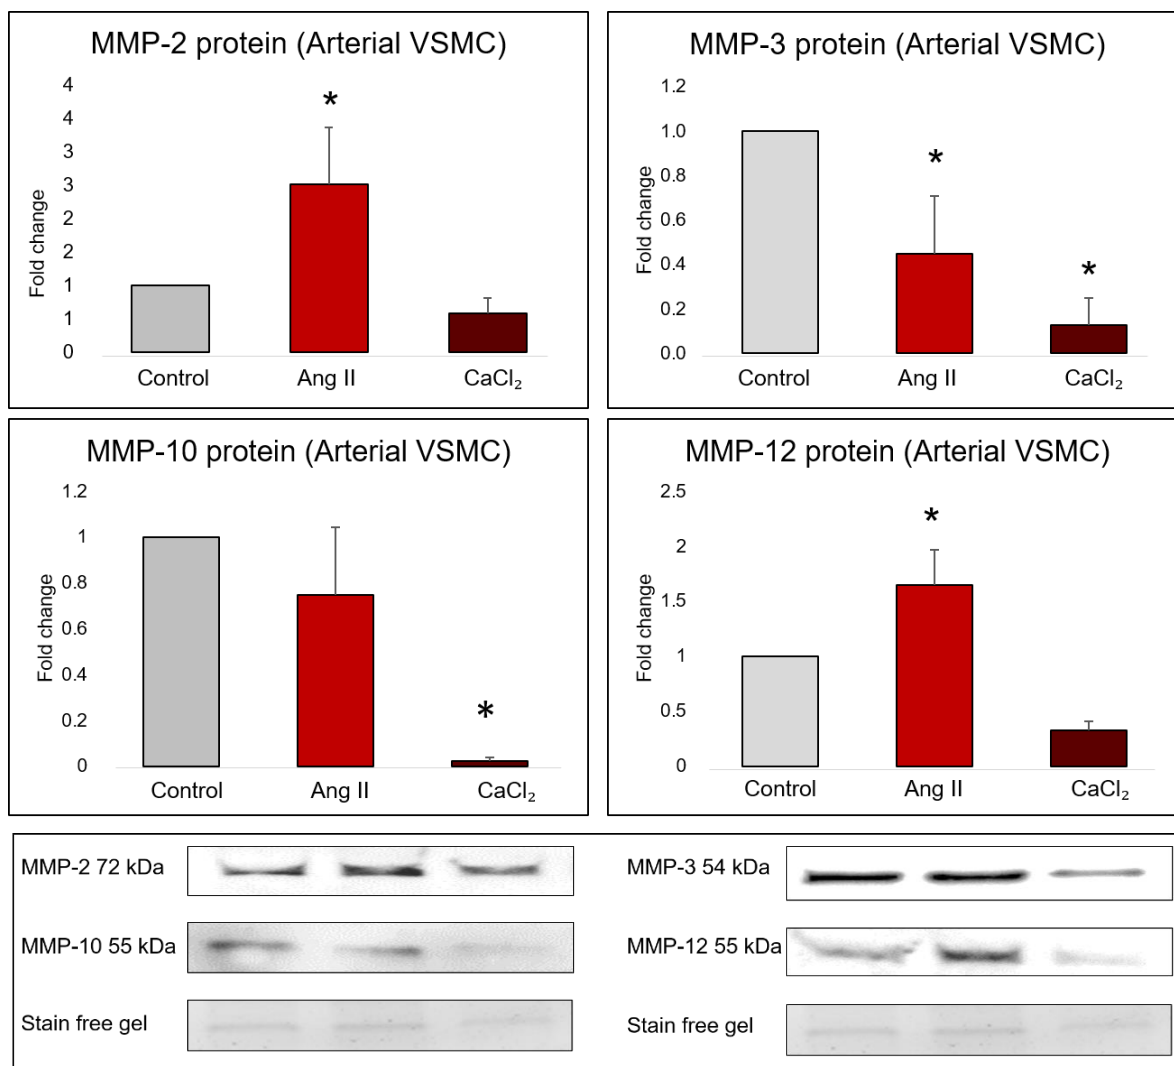 MMP-2 protein (Arterial VSMC)
4
4
3
3
2
2
1
1
0
Fold change
*
Control Ang II CaCl₂
MMP-3 protein (Arterial VSMC)
1.2
1.0
0.8
0.6
0.4
0.2
0.0
Fold change
*
*
Control Ang II CaCl₂
MMP-10 protein (Arterial VSMC)
1.2
1
0.8
0.6
0.4
0.2
0
Fold change
*
Control Ang II CaCl₂
MMP-12 protein (Arterial VSMC)
2.5
2
1.5
1
0.5
0
Fold change
*
Control Ang II CaCl₂
MMP-2 72 kDa
MMP-10 55 kDa
Stain free gel
MMP-3 54 kDa
MMP-12 55 kDa
Stain free gel